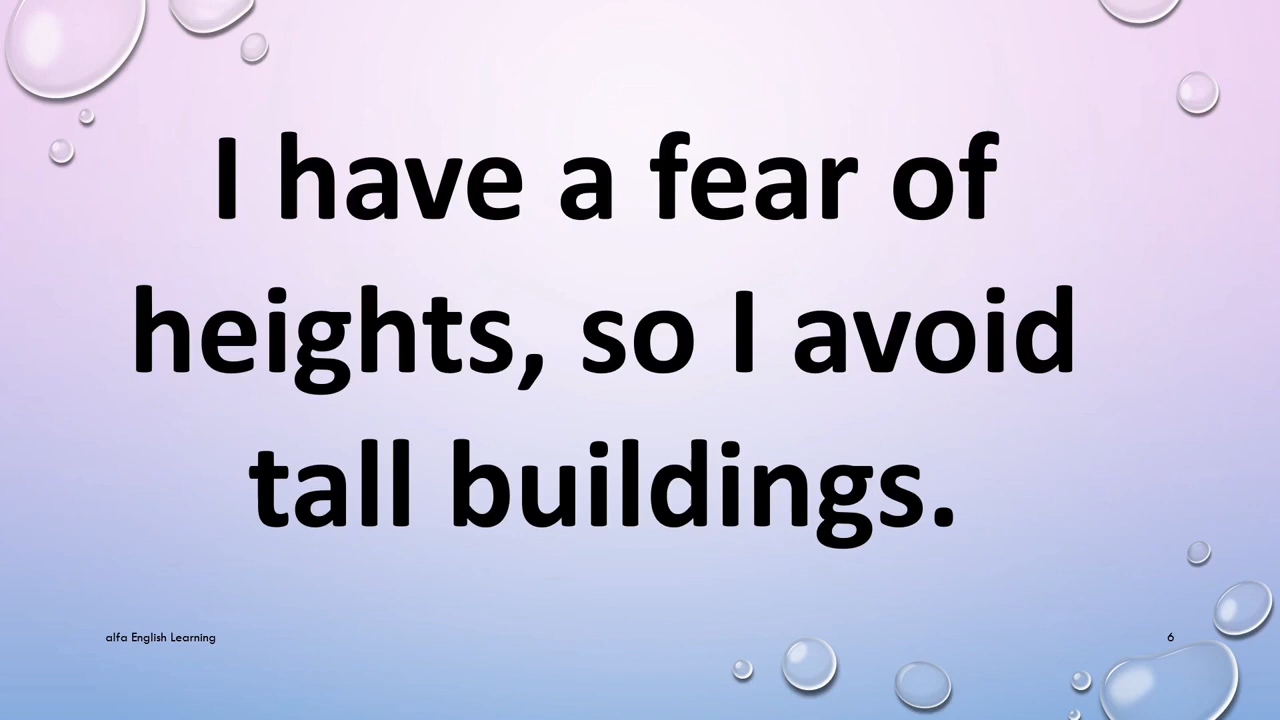 I have a fear of
heights, so I avoid
tall buildings.
alfa English Learning
6